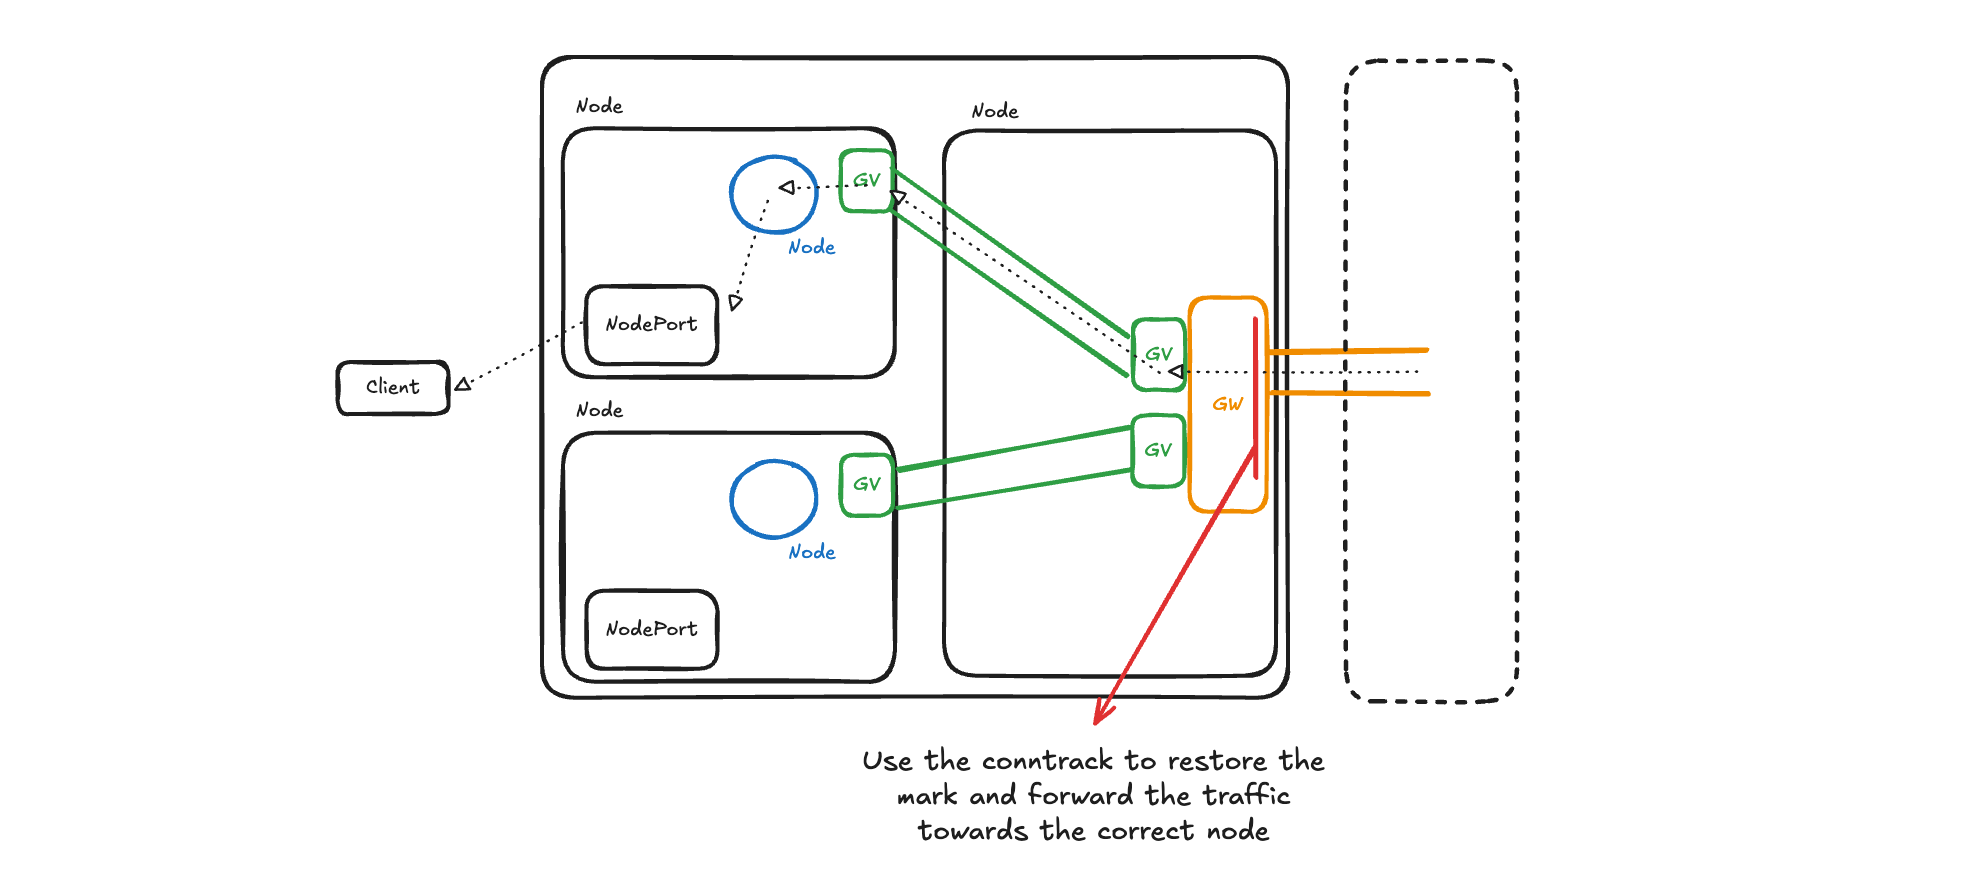 Node
Node
GV
Node
NodePort
Client
GV
GW
Node
GV
GV
Node
NodePort
Use the conntrack to restore the
mark and forward the traffic
towards the correct node